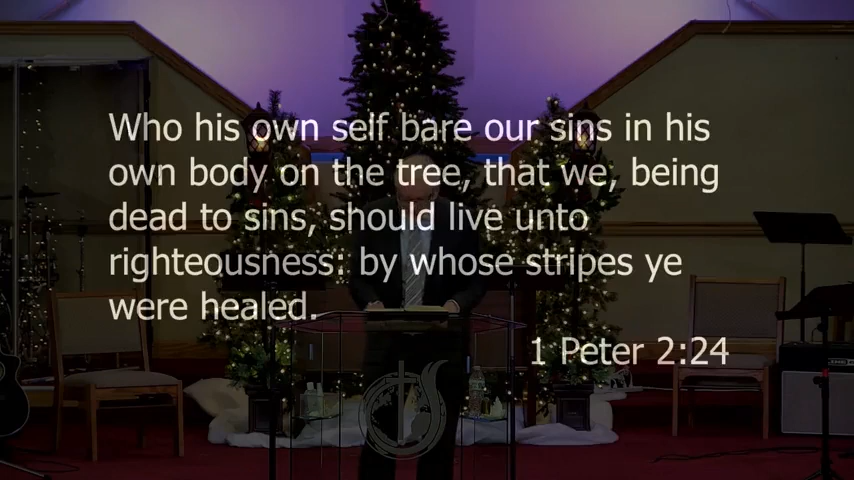 Who his own self bare our sins in his
own body on the tree, that we, being
dead to sins, should live unto
righteousness: by whose stripes ye
were healed.
1 Peter 2:24